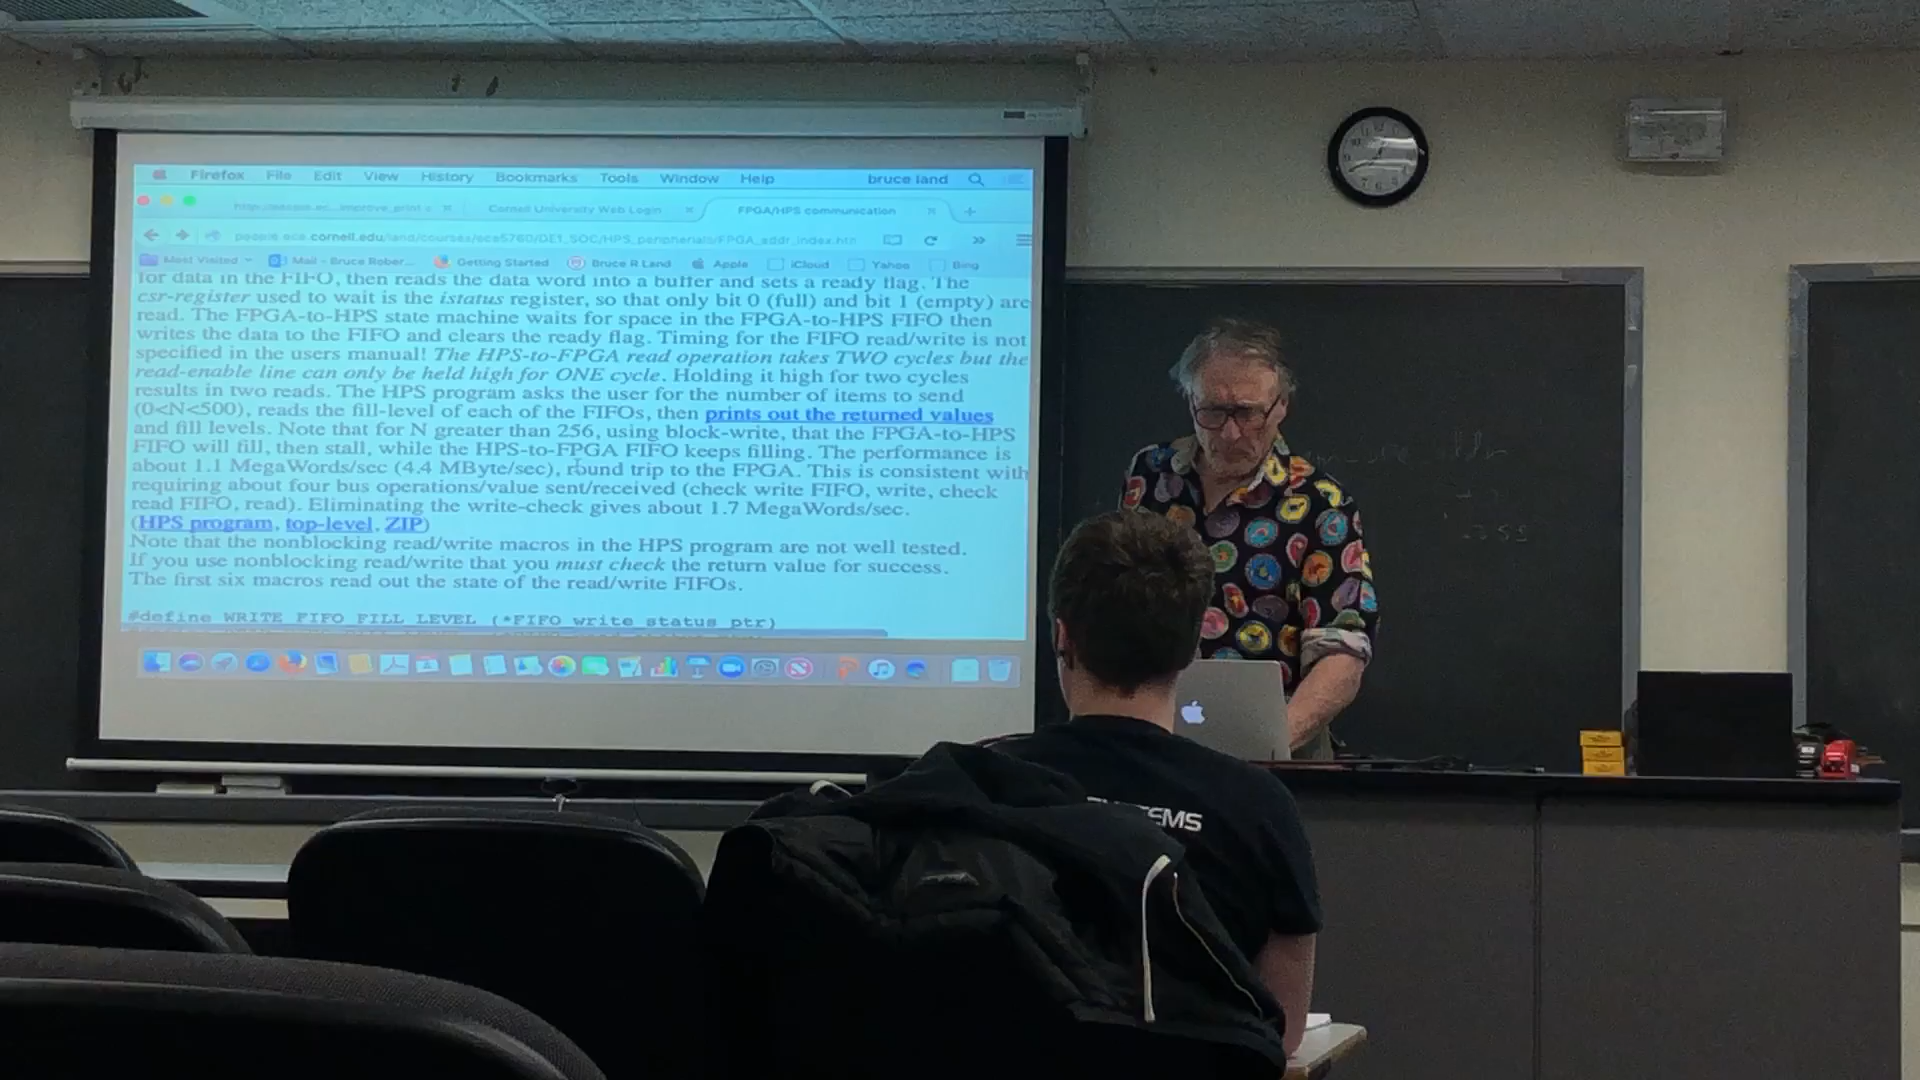 Firefox File Edit View History Bookmarks Tools Window Help bruce land
Cornell University Web Login FPGA/HPS communication
people.ece.cornell.edu/land/courses/ece5760/DE1_SOC/HPS_peripherials/FPGA_addr_index.htm
Most Visited Mail - Bruce Rober... Getting Started Bruce R Land Apple iCloud Yahoo Bing
for data in the FIFO, then reads the data word into a buffer and sets a ready flag. The
csr-register used to wait is the istatus register, so that only bit 0 (full) and bit 1 (empty) are
read. The FPGA-to-HPS state machine waits for space in the FPGA-to-HPS FIFO then
writes the data to the FIFO and clears the ready flag. Timing for the FIFO read/write is not
specified in the users manual! The HPS-to-FPGA read operation takes TWO cycles but the
read-enable line can only be held high for ONE cycle. Holding it high for two cycles
results in two reads. The HPS program asks the user for the number of items to send
(0<N<500), reads the fill-level of each of the FIFOs, then prints out the returned values
and fill levels. Note that for N greater than 256, using block-write, that the FPGA-to-HPS
FIFO will fill, then stall, while the HPS-to-FPGA FIFO keeps filling. The performance is
about 1.1 MegaWords/sec (4.4 MByte/sec), round trip to the FPGA. This is consistent with
requiring about four bus operations/value sent/received (check write FIFO, write, check
read FIFO, read). Eliminating the write-check gives about 1.7 MegaWords/sec.
(HPS program, top-level, ZIP)
Note that the nonblocking read/write macros in the HPS program are not well tested.
If you use nonblocking read/write that you must check the return value for success.
The first six macros read out the state of the read/write FIFOs.
#define WRITE_FIFO_FILL_LEVEL (*FIFO_write_status_ptr)